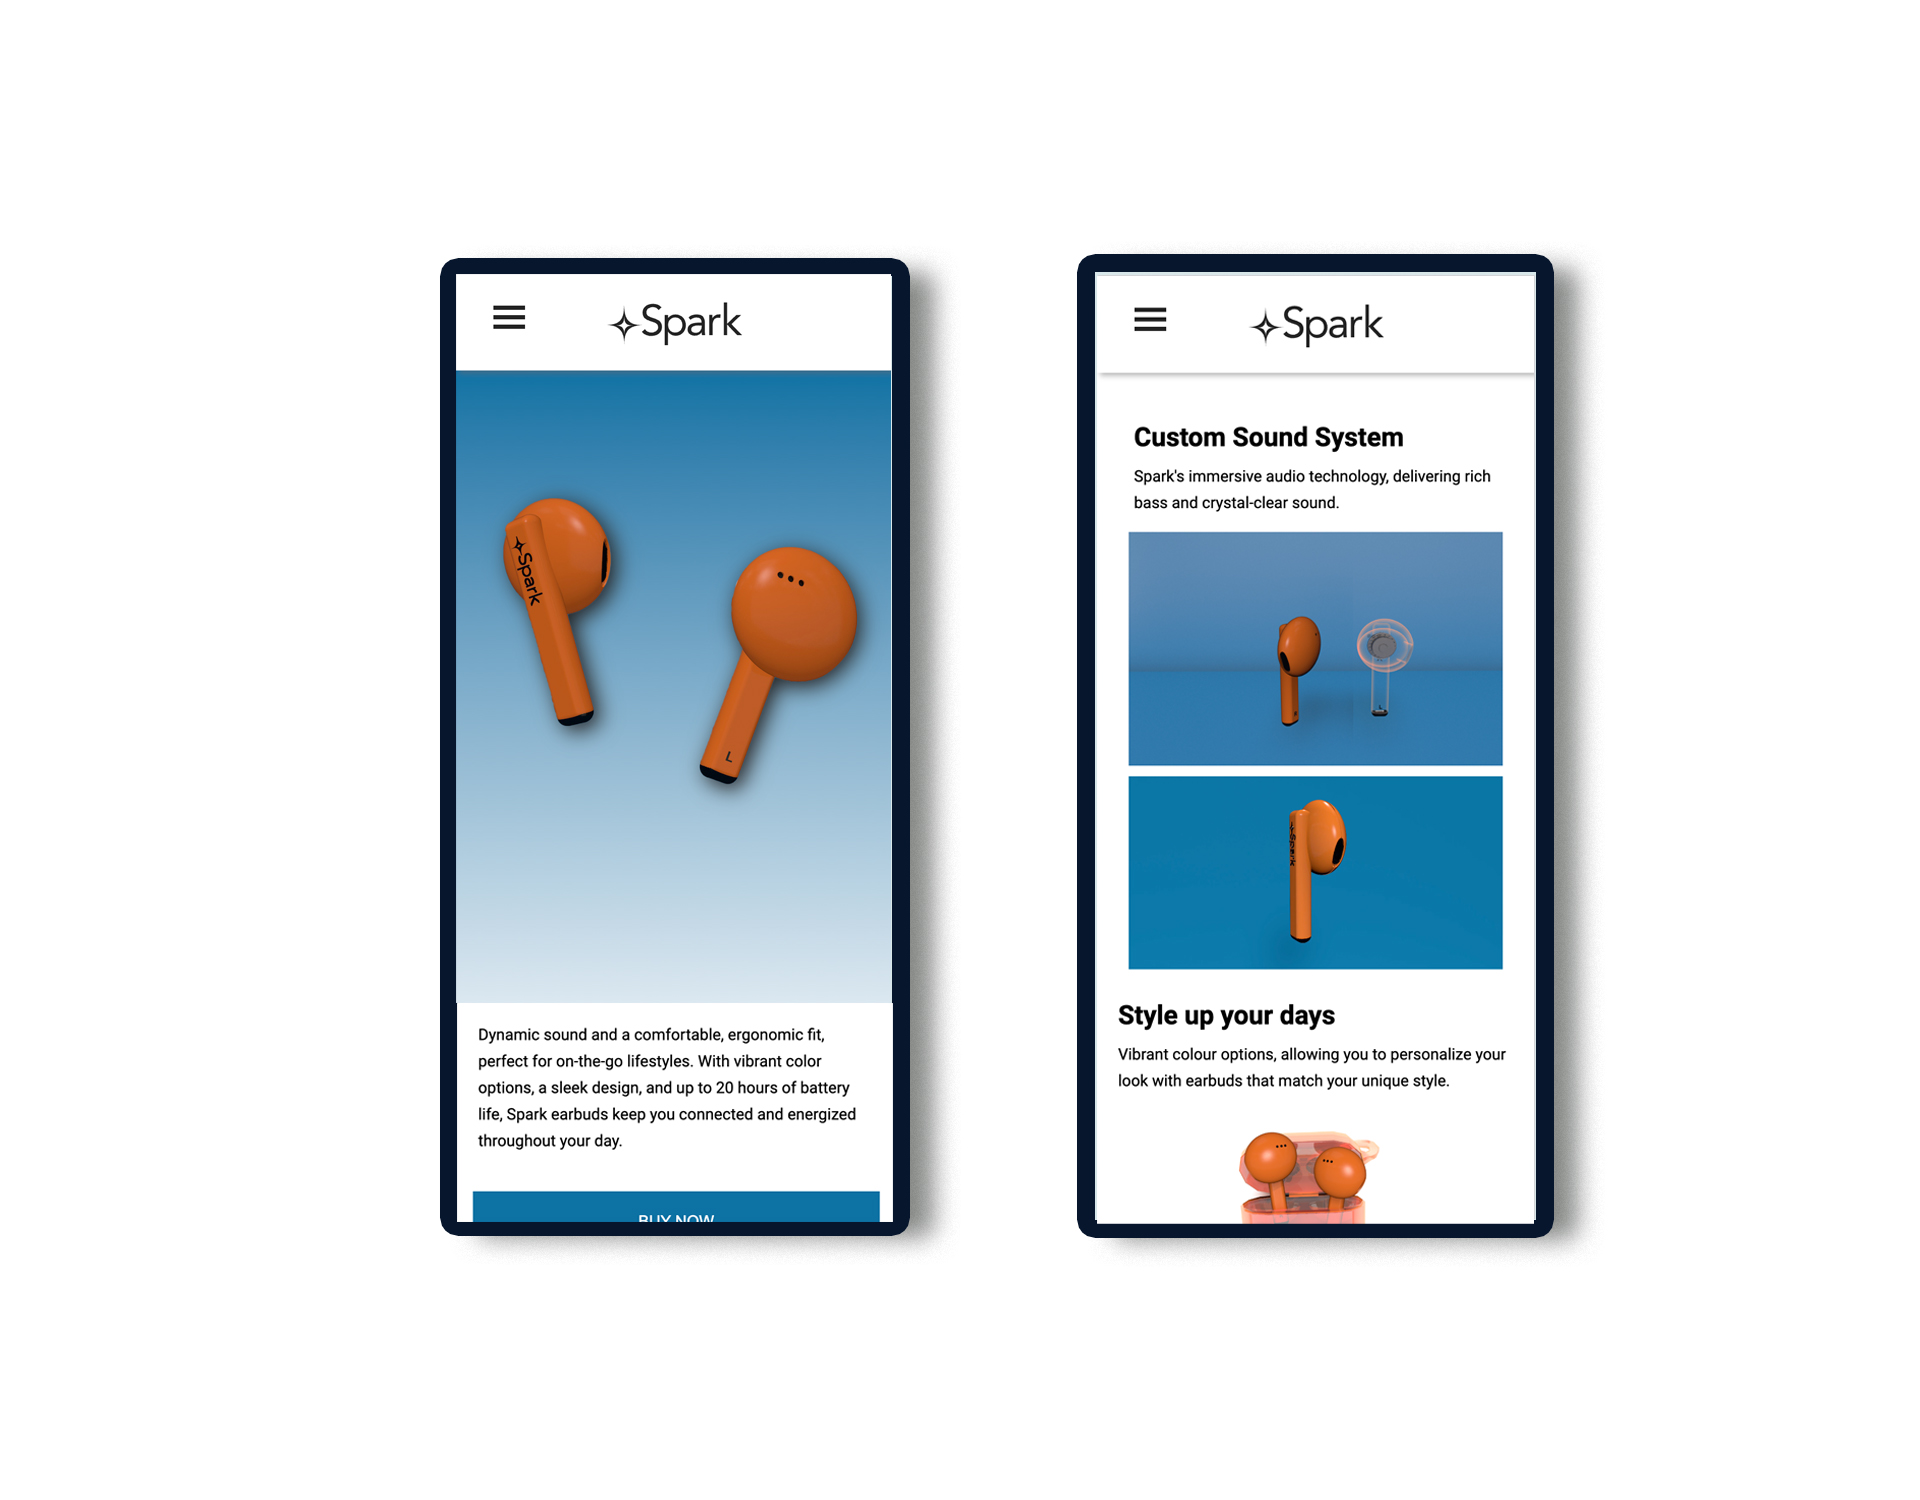 Spark
Spark
L
Dynamic sound and a comfortable, ergonomic fit,
perfect for on-the-go lifestyles. With vibrant color
options, a sleek design, and up to 20 hours of battery
life, Spark earbuds keep you connected and energized
throughout your day.
BUY NOW
Spark
Custom Sound System
Spark's immersive audio technology, delivering rich
bass and crystal-clear sound.
L
Spark
Style up your days
Vibrant colour options, allowing you to personalize your
look with earbuds that match your unique style.